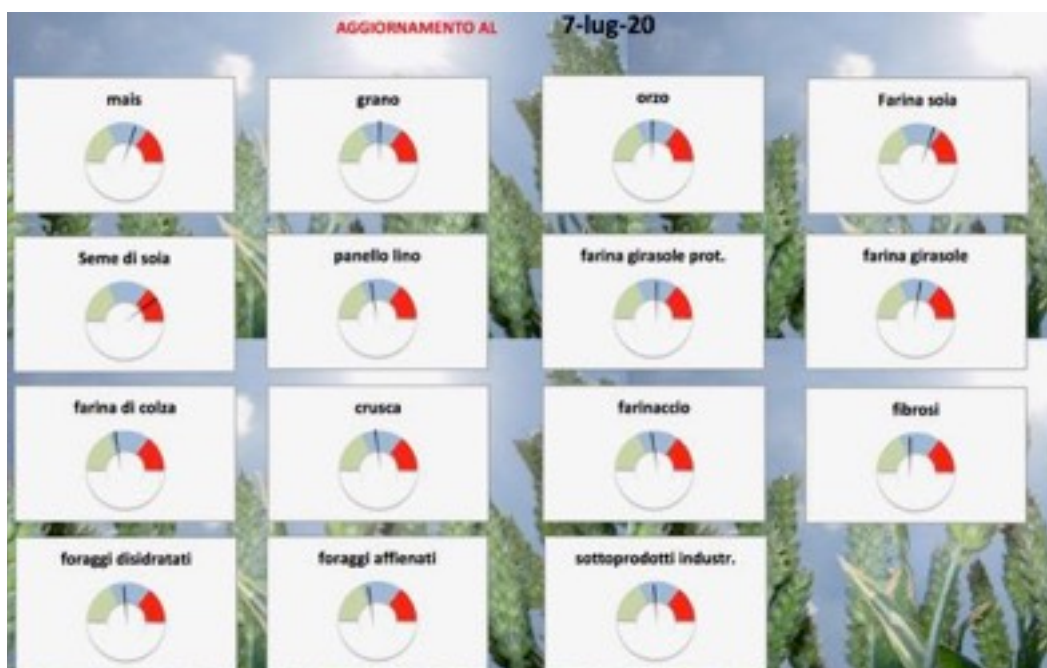 AGGIORNAMENTO AL 7-lug-20
mais
grano
orzo
Farina soia
Seme di soia
panello lino
farina girasole prot.
farina girasole
farina di colza
crusca
farinaccio
fibrosi
foraggi disidratati
foraggi affienati
sottoprodotti industr.